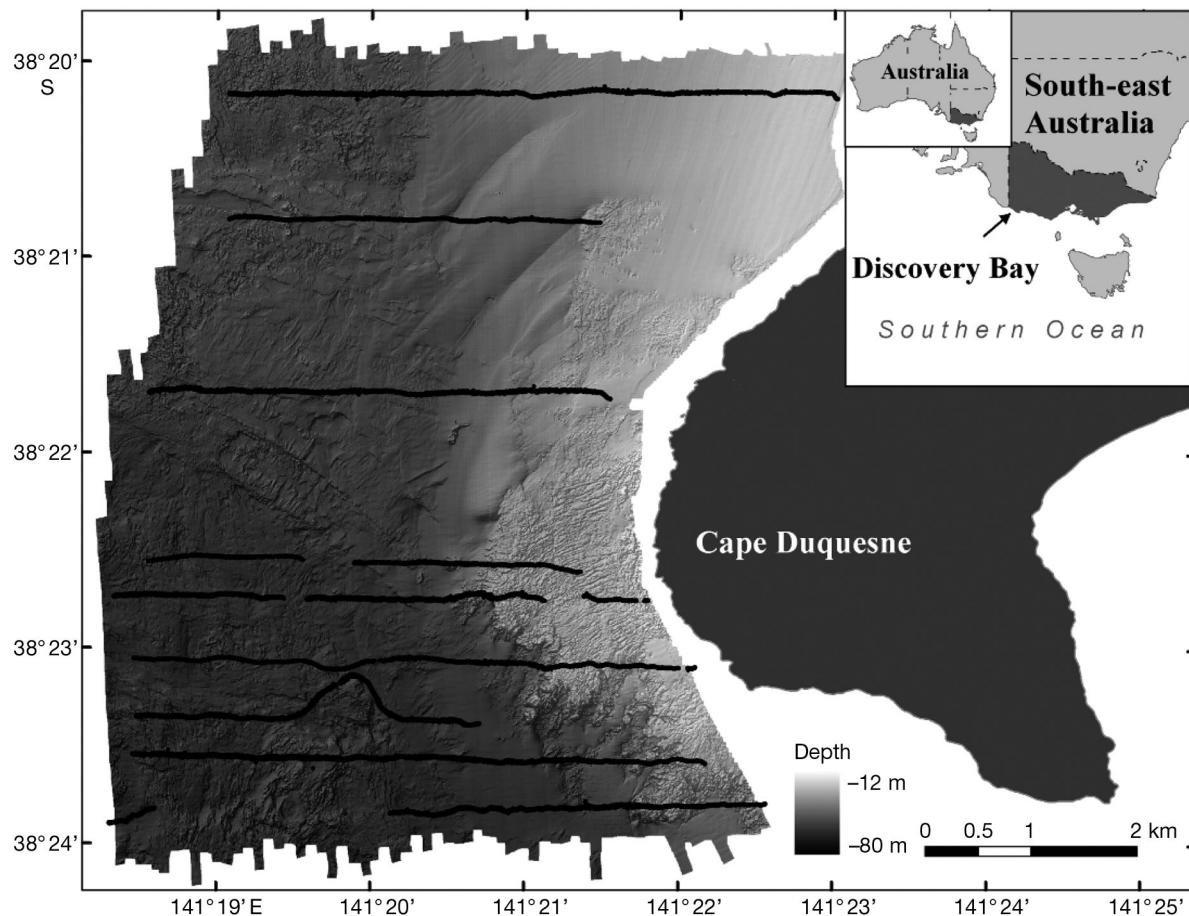 38°20'
S
38°21'
38°22'
38°23'
38°24'
Australia
South-east
Australia
Discovery Bay
Southern Ocean
Cape Duquesne
Depth
–12 m
–80 m
0 0.5 1 2 km
141°19' E 141°20' 141°21' 141°22' 141°23' 141°24' 141°25'